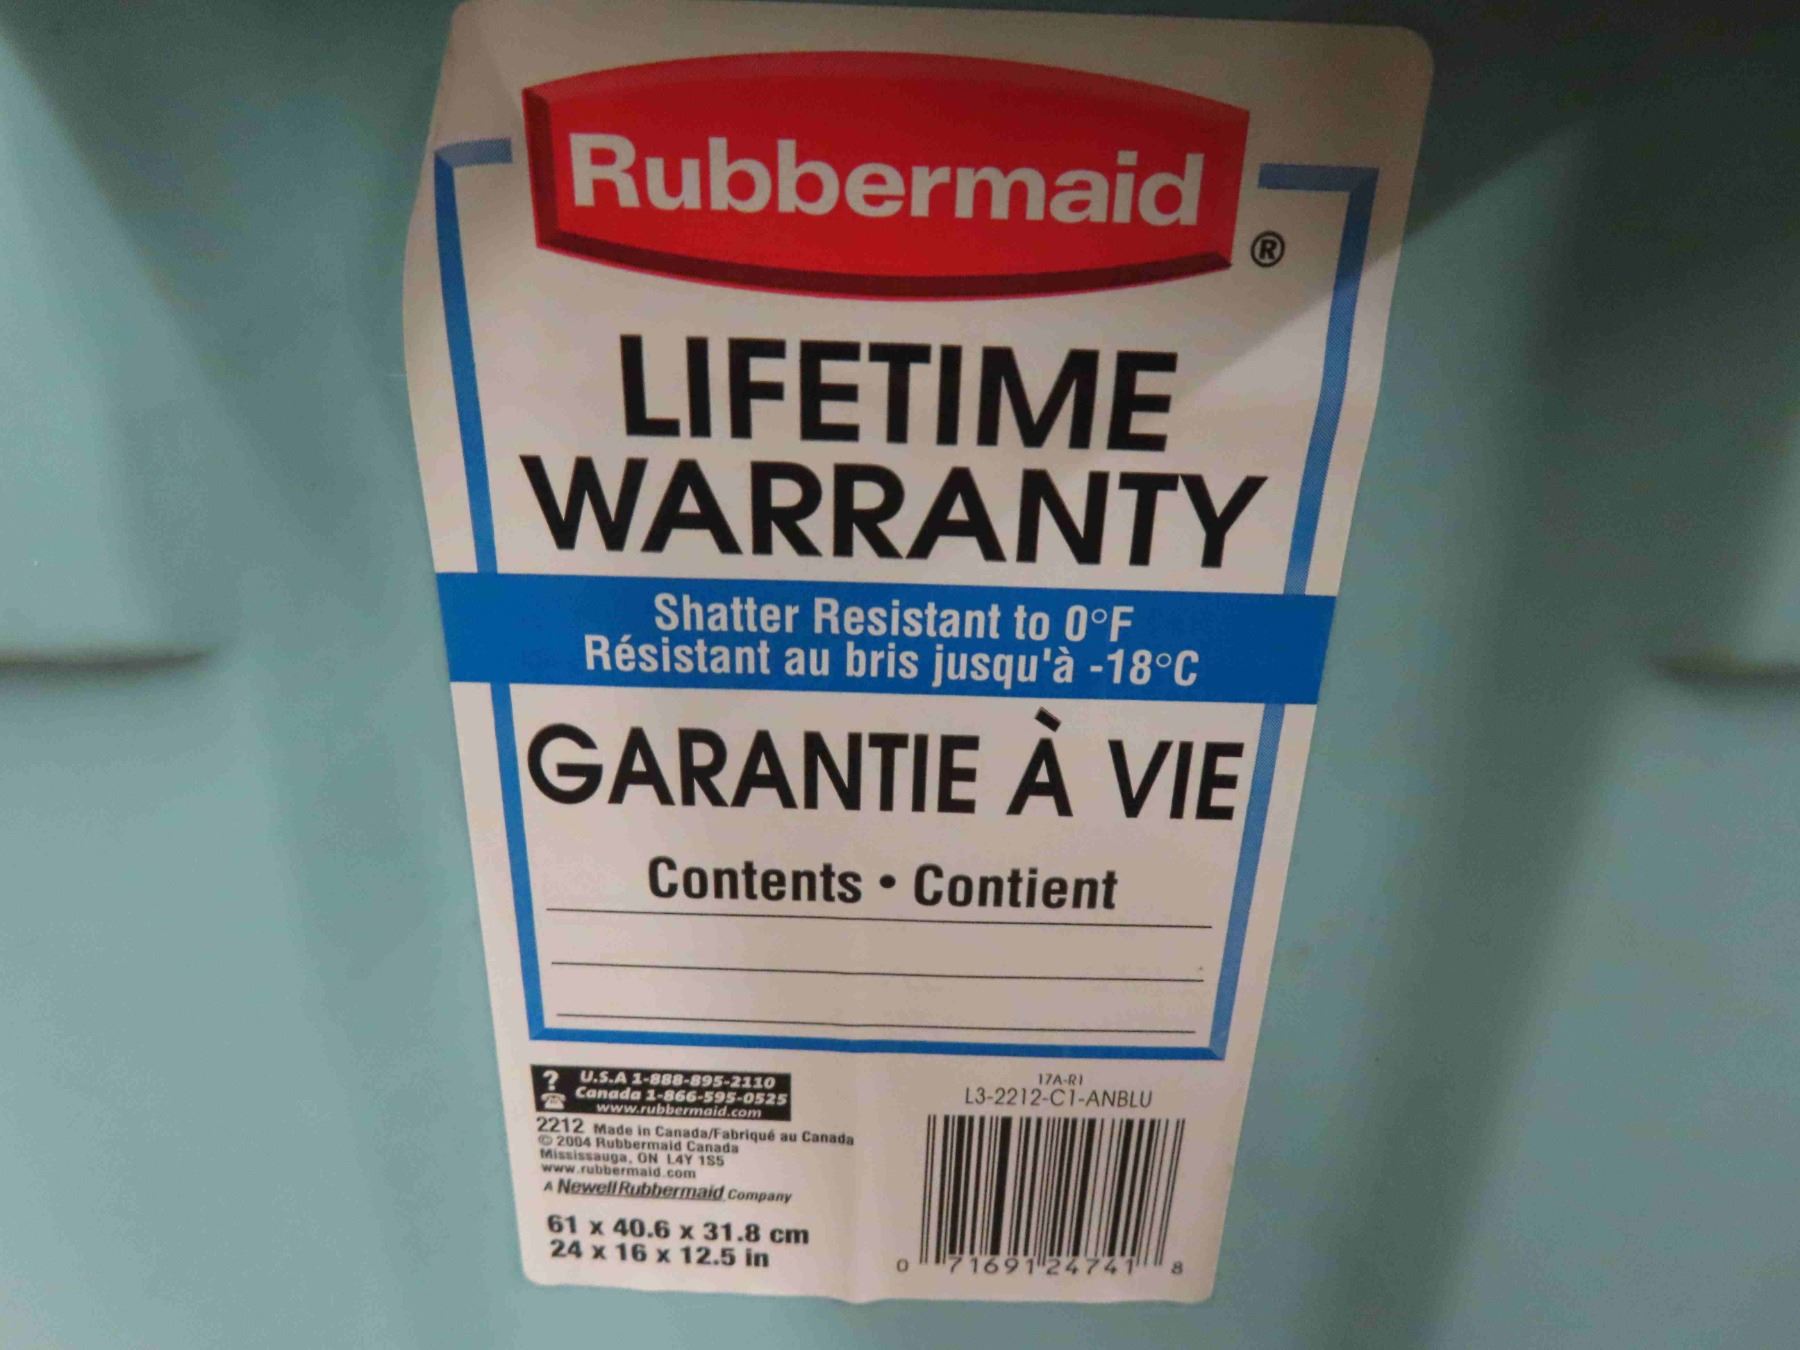 Rubbermaid
®
LIFETIME
WARRANTY
Shatter Resistant to 0°F
Résistant au bris jusqu'à -18°C
GARANTIE À VIE
Contents • Contient
? U.S.A 1-888-895-2110
Canada 1-866-595-0525
www.rubbermaid.com
2212 Made in Canada/Fabriqué au Canada
© 2004 Rubbermaid Canada
Mississauga, ON L4Y 1S5
www.rubbermaid.com
A Newell Rubbermaid Company
61 x 40.6 x 31.8 cm
24 x 16 x 12.5 in
17A-R1
L3-2212-C1-ANBLU
0 71691 24741 8